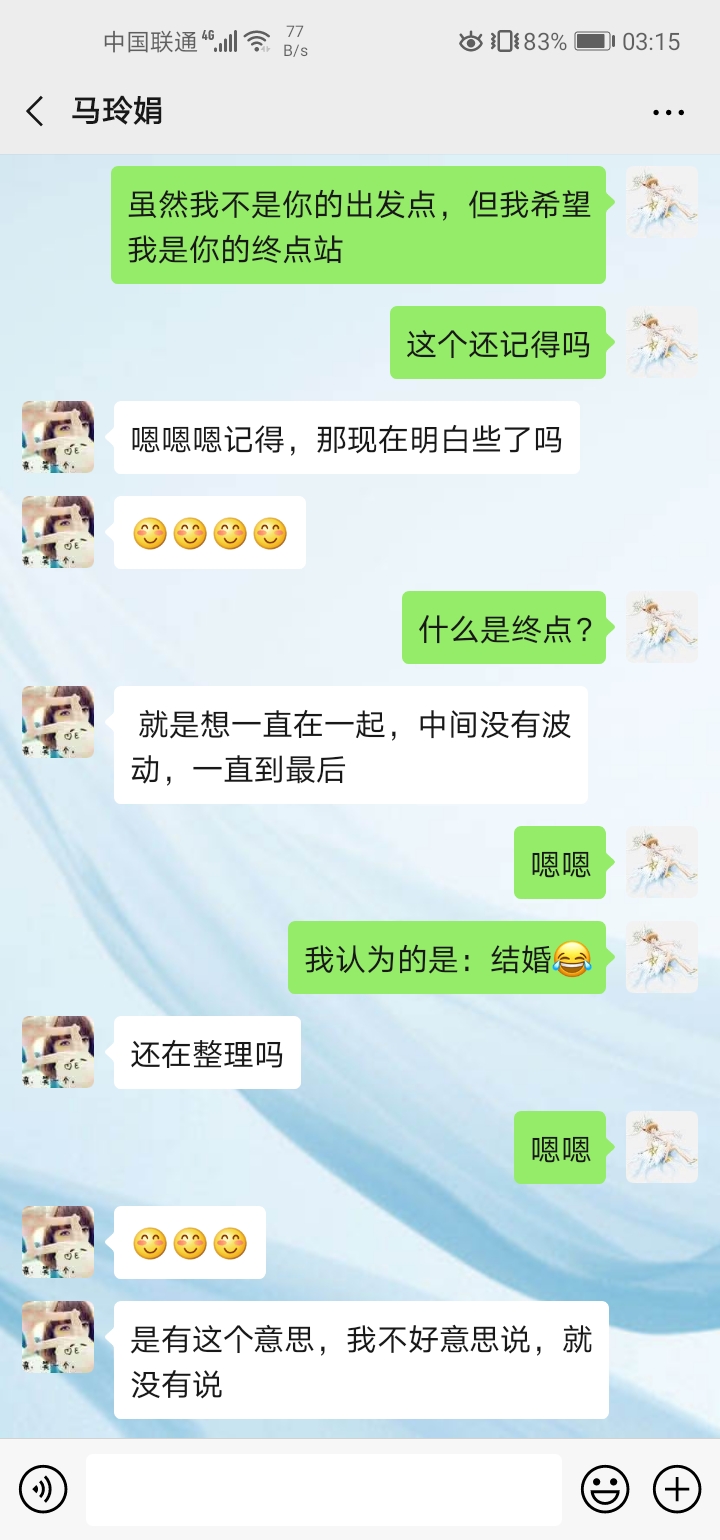 中国联通 4G 77 B/s 83% 03:15
马玲娟
虽然我不是你的出发点，但我希望
我是你的终点站
这个还记得吗
嗯嗯嗯记得，那现在明白些了吗
😊😊😊😊
什么是终点？
就是想一直在一起，中间没有波
动，一直到最后
嗯嗯
我认为的是：结婚😂
还在整理吗
嗯嗯
😊😊😊
是有这个意思，我不好意思说，就
没有说